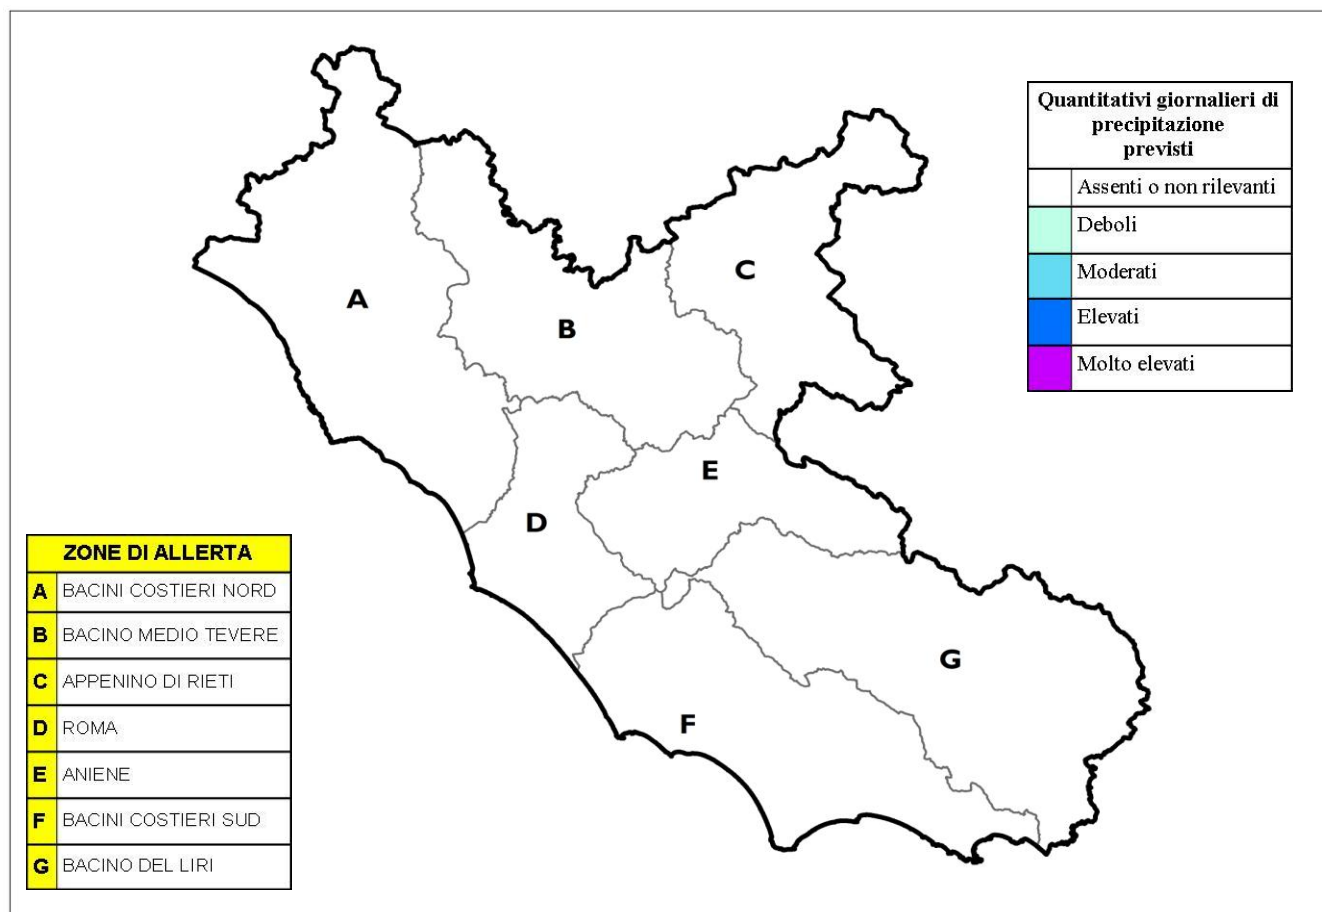 Quantitativi giornalieri di
precipitazione
previsti
Assenti o non rilevanti
Deboli
Moderati
Elevati
Molto elevati
A
B
C
D
E
F
G
ZONE DI ALLERTA
A BACINI COSTIERI NORD
B BACINO MEDIO TEVERE
C APPENINO DI RIETI
D ROMA
E ANIENE
F BACINI COSTIERI SUD
G BACINO DEL LIRI